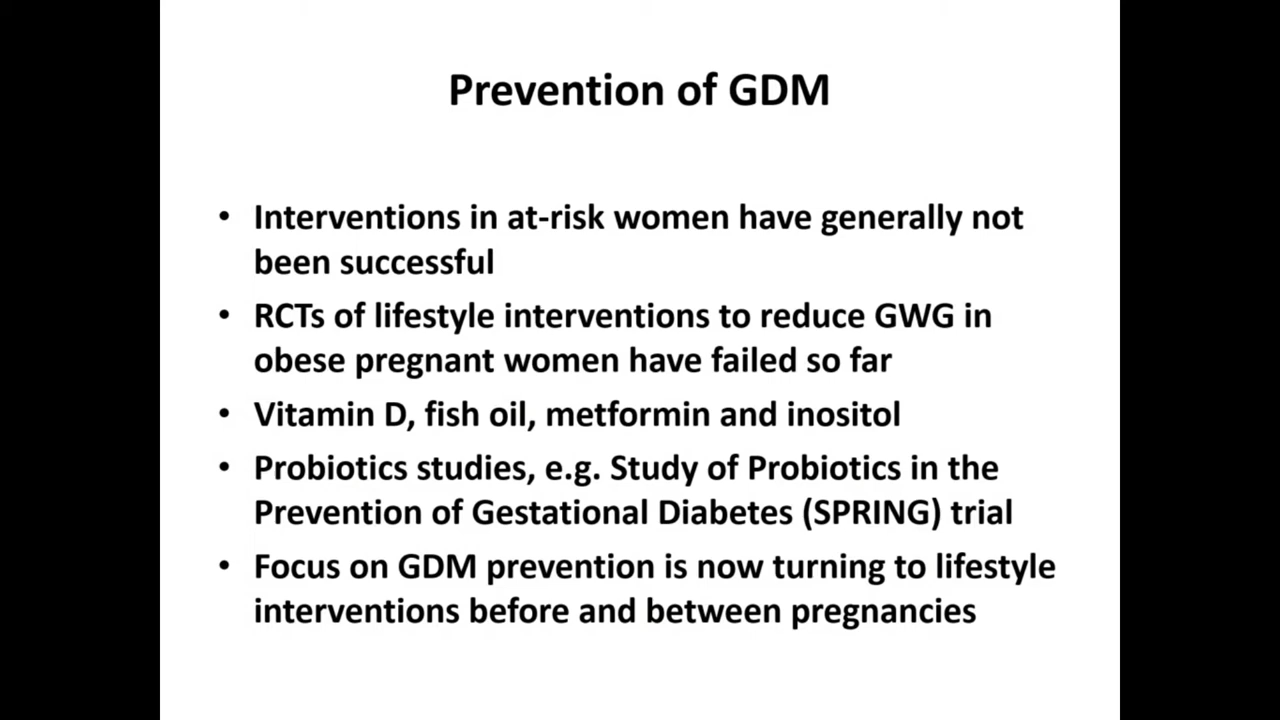 Prevention of GDM
• Interventions in at-risk women have generally not
been successful
• RCTs of lifestyle interventions to reduce GWG in
obese pregnant women have failed so far
• Vitamin D, fish oil, metformin and inositol
• Probiotics studies, e.g. Study of Probiotics in the
Prevention of Gestational Diabetes (SPRING) trial
• Focus on GDM prevention is now turning to lifestyle
interventions before and between pregnancies